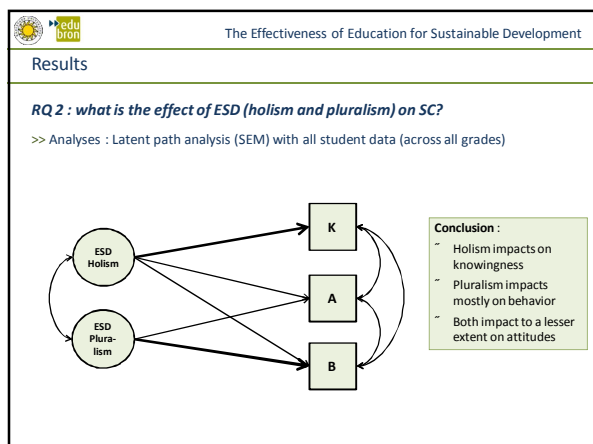 edu
bron
The Effectiveness of Education for Sustainable Development
Results
RQ 2 : what is the effect of ESD (holism and pluralism) on SC?
>> Analyses : Latent path analysis (SEM) with all student data (across all grades)
ESD
Holism
ESD
Plura-
lism
K
A
B
Conclusion :
˝ Holism impacts on
knowingness
˝ Pluralism impacts
mostly on behavior
˝ Both impact to a lesser
extent on attitudes